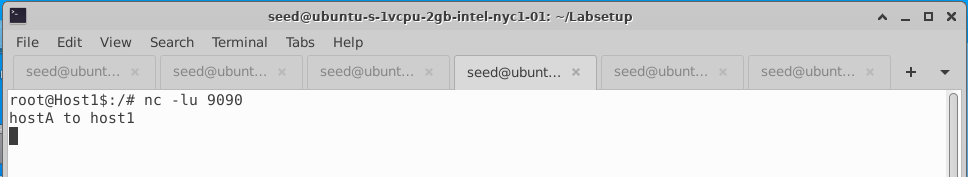 seed@ubuntu-s-1vcpu-2gb-intel-nyc1-01: ~/Labsetup
File Edit View Search Terminal Tabs Help
seed@ubunt... seed@ubunt... seed@ubunt... seed@ubunt... seed@ubunt... seed@ubunt...
root@Host1$:/# nc -lu 9090
hostA to host1